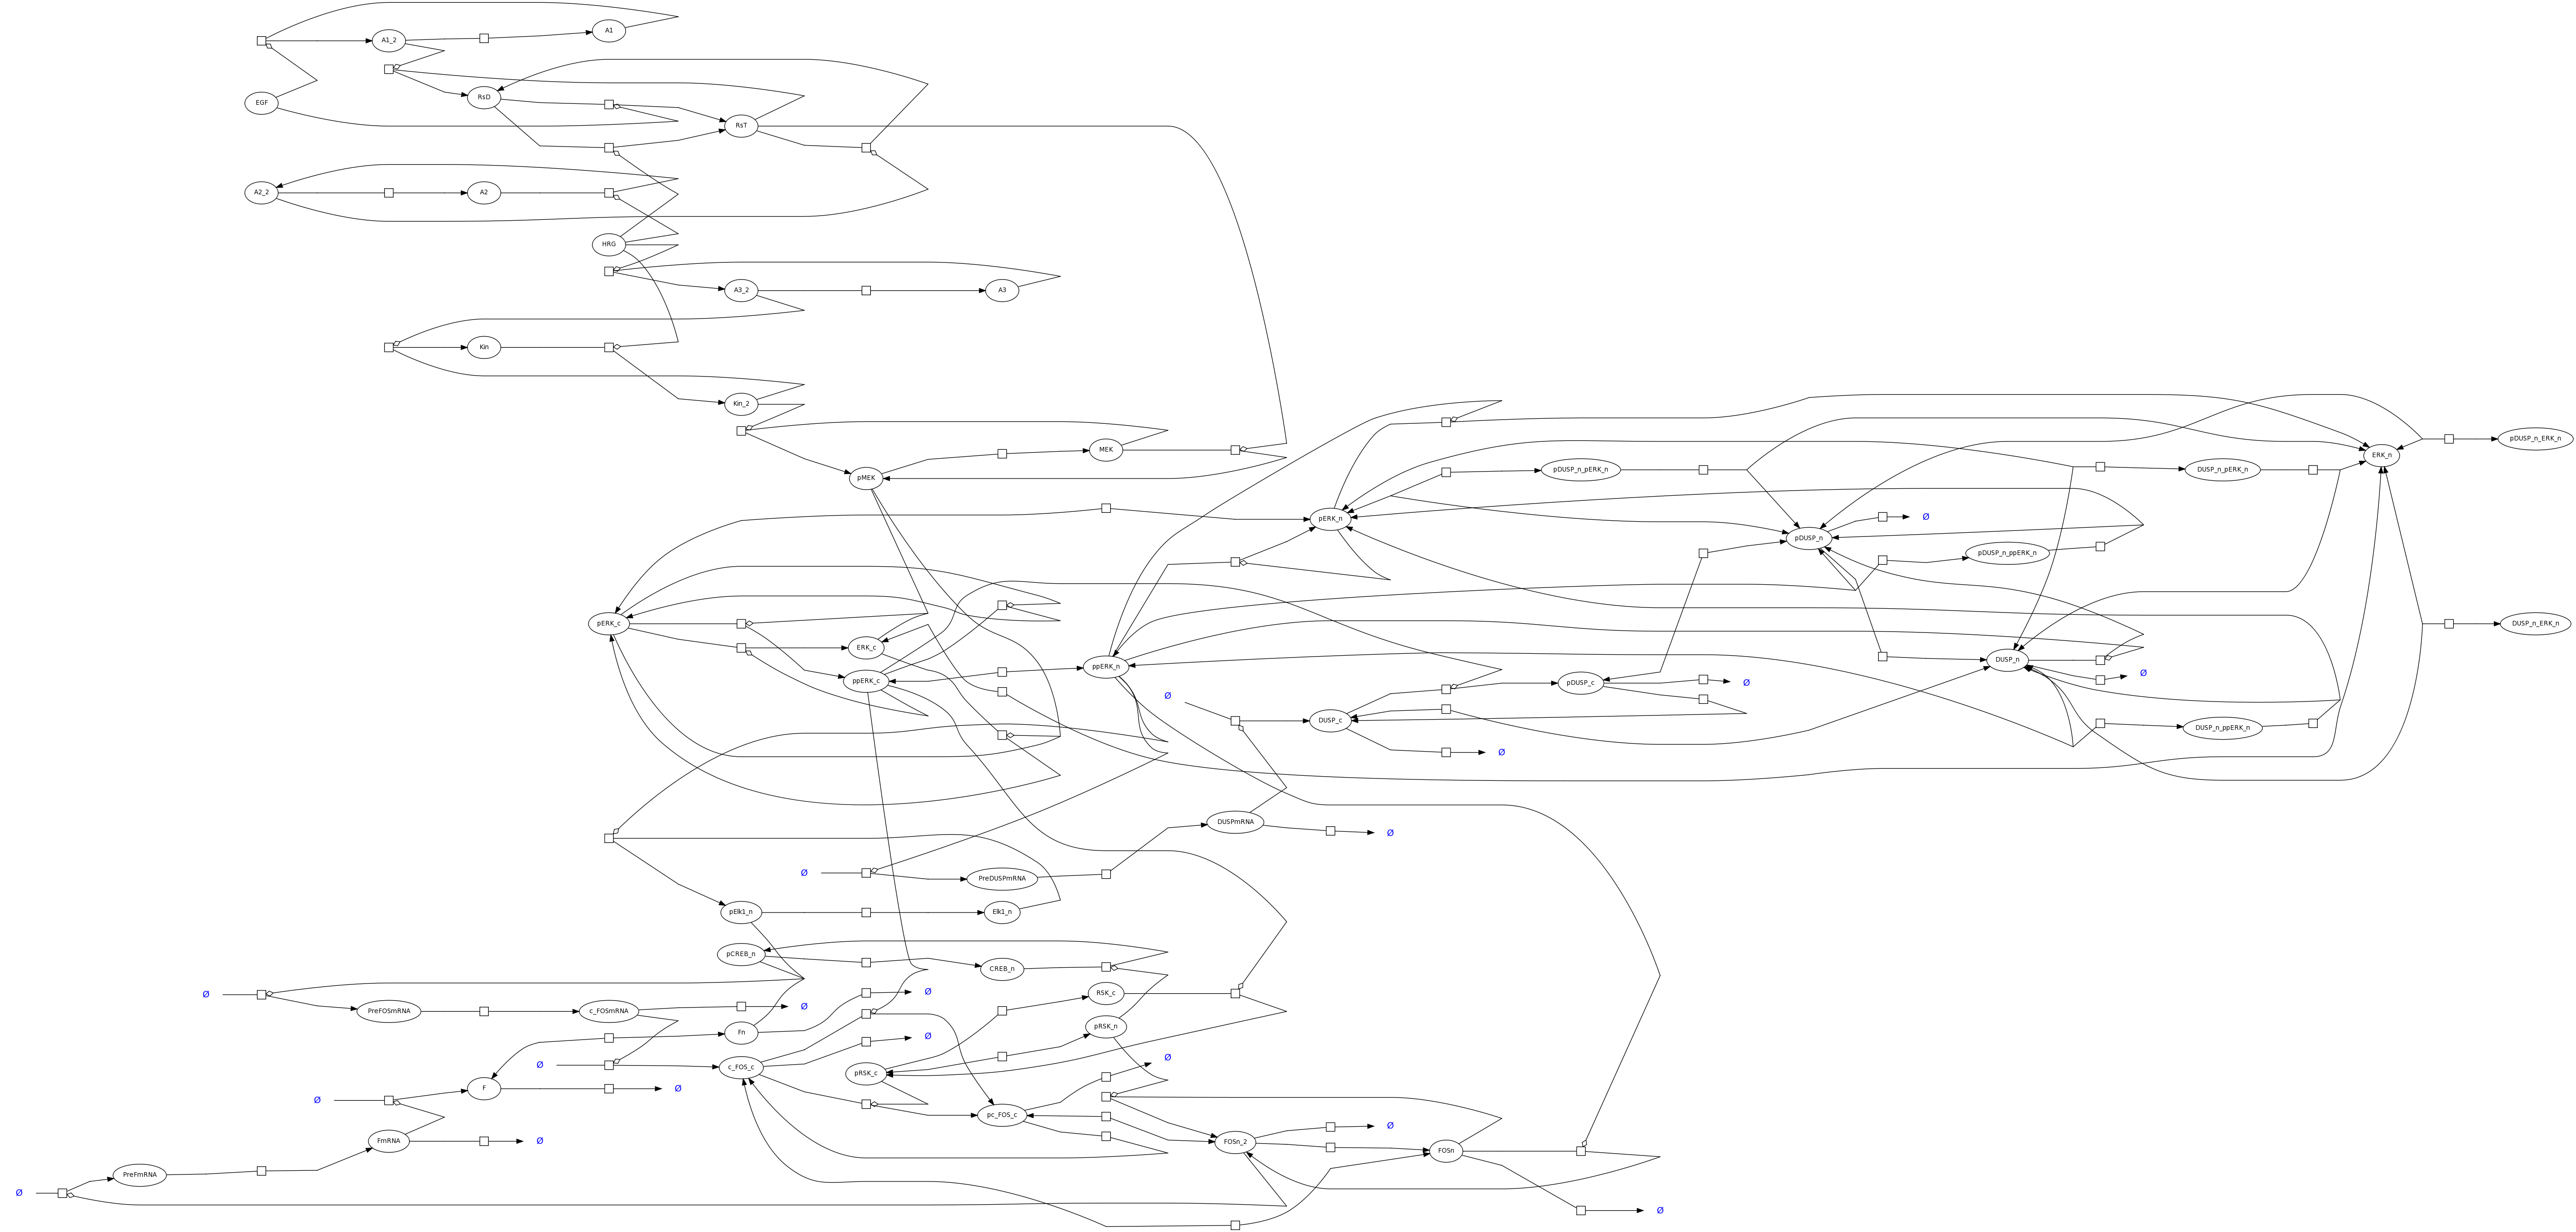 A1
A1_2
RsD
EGF
RsT
A2_2
A2
HRG
A3_2
A3
Kin
Kin_2
MEK
pMEK
pDUSP_n_ERK_n
ERK_n
pDUSP_n_pERK_n
DUSP_n_pERK_n
pERK_n
Ø
pDUSP_n
pDUSP_n_ppERK_n
pERK_c
DUSP_n_ERK_n
ERK_c
DUSP_n
ppERK_n
Ø
ppERK_c
pDUSP_c
Ø
Ø
DUSP_c
DUSP_n_ppERK_n
Ø
DUSPmRNA
Ø
Ø
PreDUSPmRNA
pElk1_n
Elk1_n
pCREB_n
CREB_n
Ø
Ø
RSK_c
Ø
PreFOSmRNA
c_FOSmRNA
pRSK_n
Fn
Ø
Ø
Ø
c_FOS_c
pRSK_c
F
Ø
Ø
pc_FOS_c
Ø
FmRNA
Ø
FOSn_2
FOSn
PreFmRNA
Ø
Ø